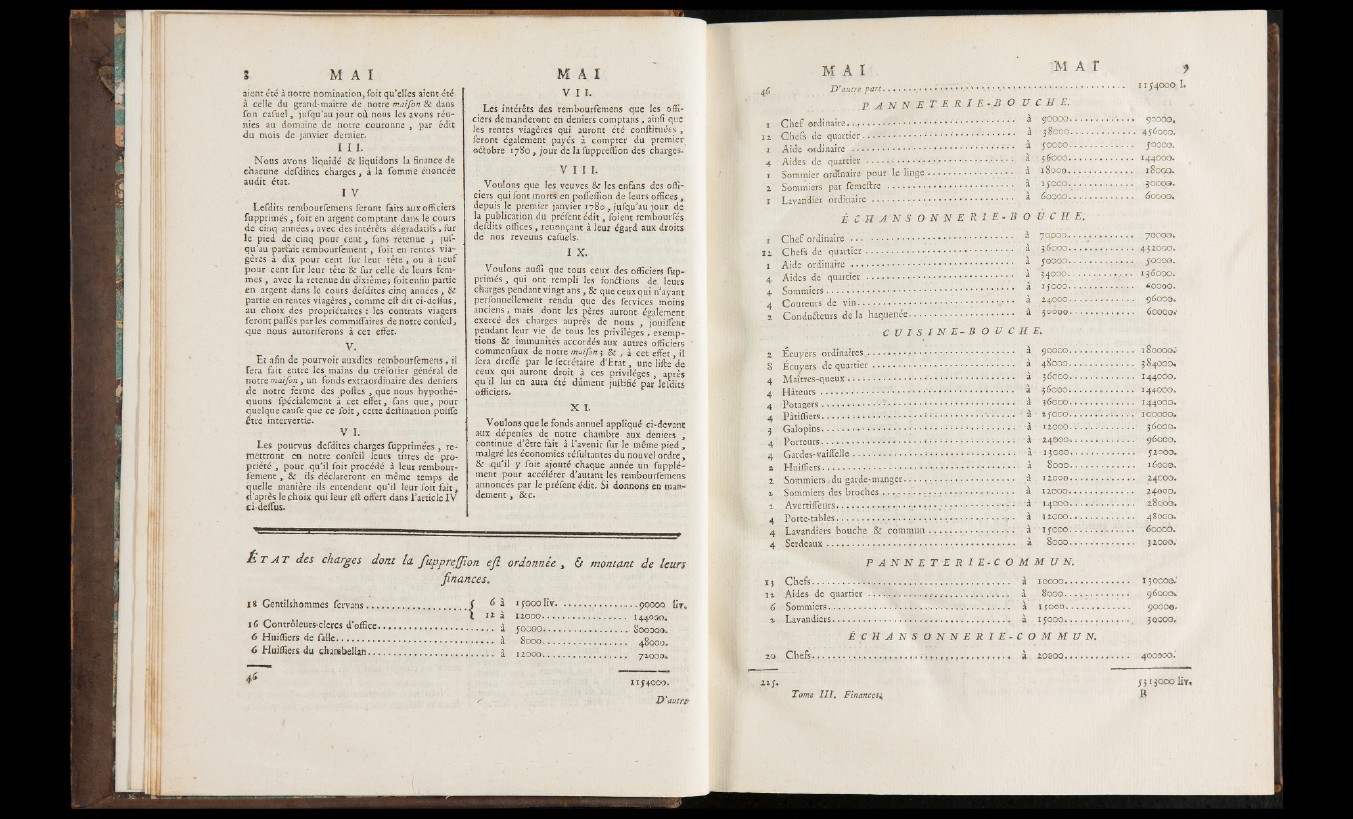 8 MAI
aient été à notre nomination, soit qu'elles aient été
à celle du grand-maître de notre maison & dans
son casuel, jusqu'au jour où nous les avons réu-
nies au domaine de notre couronne, par édit
du mois de janvier dernier.
III.
Nous avons liquidé & liquidons la finance de
chacune desdites charges, à la somme énoncée
audit état.
IV
Lesdits remboursemens seront faits aux officiers
supprimés, soit en argent comptant dans le cours
de cinq années, avec des intérêts dégradatifs, sur
le pied de cinq pour cent, sans retenue, jus-
qu'au parfait remboursement, soit en rentes via-
gères à dix pour cent sur leur tête, ou à neuf
pour cent sur leur tête & sur celle de leurs fem-
mes, avec la retenue du dixième; soit enfin partie
en argent dans le cours desdites cinq années, &
partie en rentes viagères, comme est dit ci-dessus,
au choix des propriétaires: les contrats viagers
seront passés par les commissaires de notre conseil,
que nous autoriserons à cet effet.
V.
Et afin de pourvoir auxdits remboursemens, il
sera fait entre les mains du trésorier général de
notre maison, un fonds extraordinaire des deniers
de notre ferme des postes, que nous hypothé-
quons spécialement à cet effet, sans que, pour
quelque cause que ce soit, cette destination puisse
être intervertie.
VI.
Les pourvus desdites charges supprimées, re-
mettront en notre conseil leurs titres de pro-
priété, pour qu'il soit procédé à leur rembour-
sement, & ils déclareront en même temps de
quelle manière ils entendent qu'il leur soit fait,
d'après le choix qui leur est offert dans l'article IV
ci-dessus.
MAI
VII.
Les intérêts des remboursemens que les offi-
ciers demanderont en deniers comptans, ainsi que
les rentes viagères qui auront été constituées,
seront également payés à compter du premier
octobre 1780, jour de la suppression des charges.
VIII.
Voulons que les veuves & les enfans des offi-
ciers qui sont morts en possession de leurs offices,
depuis le premier janvier 1780, jusqu'au jour de
la publication du présent édit, soient remboursés
desdits offices, renonçant à leur égard aux droits
de nos revenus casuels.
IX.
Voulons aussi que tous ceux des officiers sup-
primés, qui ont rempli les fonctions de leurs
charges pendant vingt ans, & que ceux qui n'ayant
personnellement rendu que des services moins
anciens, mais dont les pères auront également
exercé des charges auprès de nous, jouissent
pendant leur vie de tous les priviléges, exemp-
tions & immunités accordés aux autres officiers
commensaux de notre maison; &, à cet effet, il
sera dressé par le secrétaire d'Etat, une liste de
ceux qui auront droit à ces priviléges, après
qu'il lui en aura été dûment justifié par lesdits
officiers.
XI.
Voulons que le fonds annuel appliqué ci-devant
aux dépenses de notre chambre aux deniers,
continue d'être fait à l'avenir sur le même pied,
malgré les économies résultantes du nouvel ordre,
& qu'il y soit ajouté chaque année un supplé-
ment pour accélérer d'autant les remboursemens
annoncés par le présent édit. Si donnons en man-
dement, &c.
ÉTAT des charges dont la suppression est ordonnée, & montant de leurs
finances.
18 Gentilshommes servans { 6 à 15000 liv. 90000 liv.
{ 12 à 12000 144000.
16 Contrôleurs-clercs d'office à 50000 800000.
6 Huissiers de salle à 8000 48000.
6 Huissiers du chambellan à 12000 72000.
46 1154000.
D'autre
MAI MAI 9
46 D'autre part 1154000 l.
PANNETERIE-BOUCHE.
1 Chef ordinaire à 90000 90000.
12 Chefs de quartier à 38000 456000.
1 Aide ordinaire à 50000 50000.
4 Aides de quartier à 36000 144000.
1 Sommier ordinaire pour le linge à 18000 18000.
2 Sommiers par semestre à 15000 30000.
1 Lavandier ordinaire à 60000 60000.
ÉCHANSONNERIE-BOUCHE.
1 Chef ordinaire à 70000 70000.
12 Chefs de quartier à 36000 432000.
1 Aide ordinaire à 50000 50000.
4 Aides de quartier à 34000 136000.
4 Sommiers à 15000 60000.
4 Coureurs de vin à 24000 96000.
2 Conducteurs de la haquenée à 30000 60000.
CUISINE-BOUCHE.
2 Écuyers ordinaires à 90000 180000.
8 Écuyers de quartier à 48000 384000.
4 Maîtres-queux à 36000 144000.
4 Hâteurs à 36000 144000.
4 Potagers à 36000 144000.
4 Pâtissiers à 25000 100000.
3 Galopins à 12000 36000.
4 Porteurs à 24000 96000.
4 Gardes-vaisselle à 13000 52000.
2 Huissiers à 8000 16000.
2 Sommiers du garde-manger à 12000 24000.
2 Sommiers des broches à 12000 24000.
2 Avertisseurs à 14000 28000.
4 Porte-tables à 12000 48000.
4 Lavandiers bouche & commun à 15000 60000.
4 Serdeaux à 8000 32000.
PANNETERIE-COMMUN.
13 Chefs à 10000 130000.
12 Aides de quartier à 8000 96000.
6 Sommiers à 15000 90000.
2 Lavandiers à 15000 30000.
ÉCHANSONNERIE-COMMUN.
20 Chefs à 20000 400000.
225. 5313000 liv.
Tome III. Finances. B